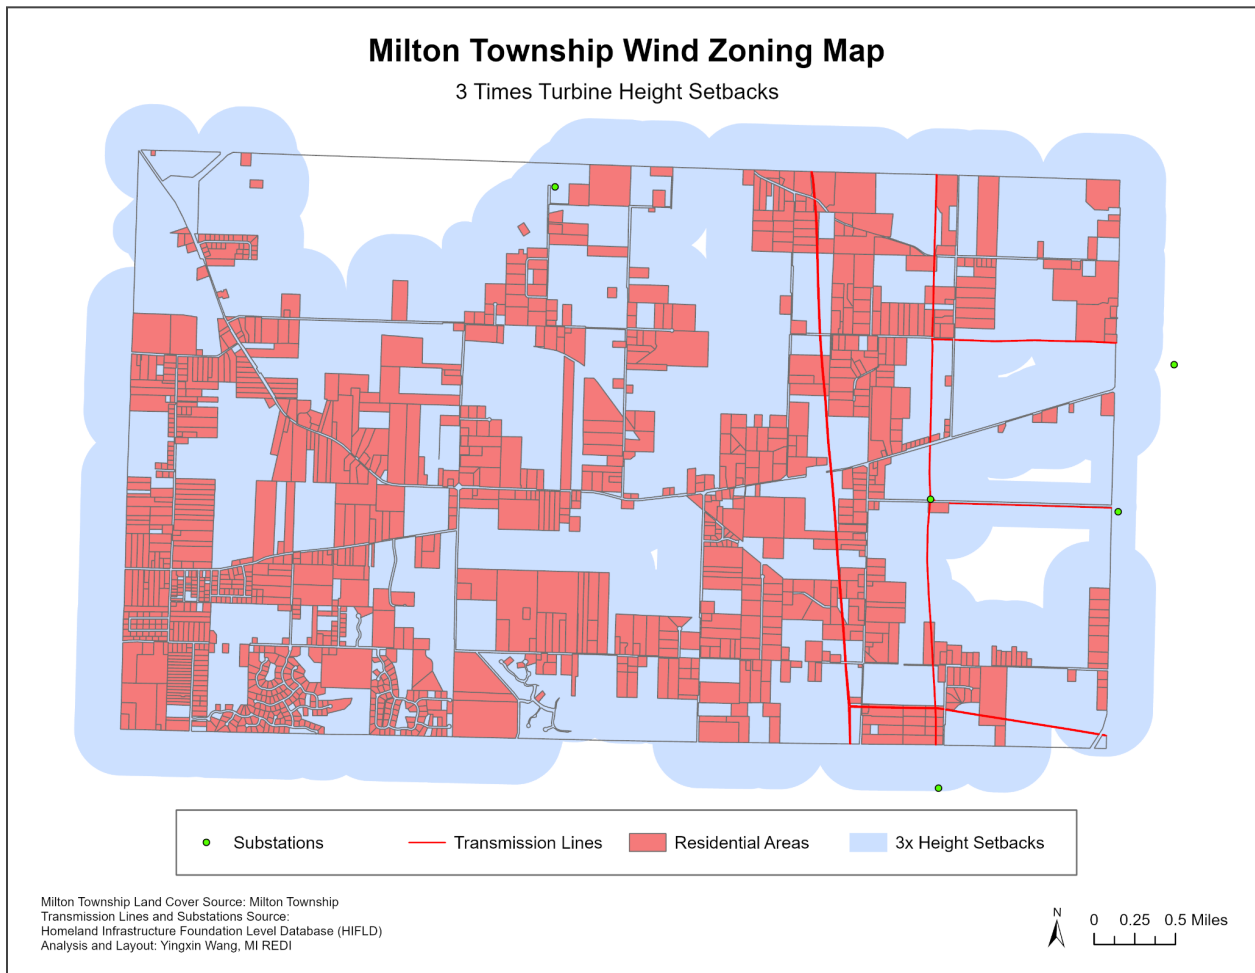 Milton Township Wind Zoning Map
3 Times Turbine Height Setbacks
Substations
Transmission Lines
Residential Areas
3x Height Setbacks
Milton Township Land Cover Source: Milton Township
Transmission Lines and Substations Source:
Homeland Infrastructure Foundation Level Database (HIFLD)
Analysis and Layout: Yingxin Wang, MI REDI
N
0 0.25 0.5 Miles